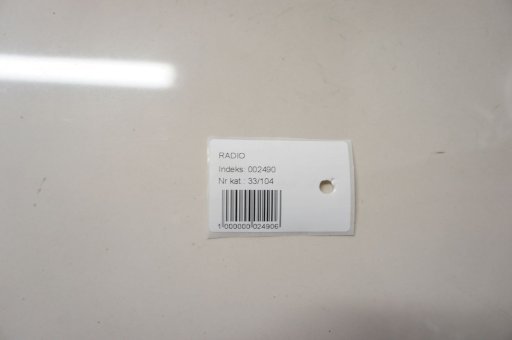 RADIO
Indeks: 002490
Nr kat : 33/104
1 000000 024906